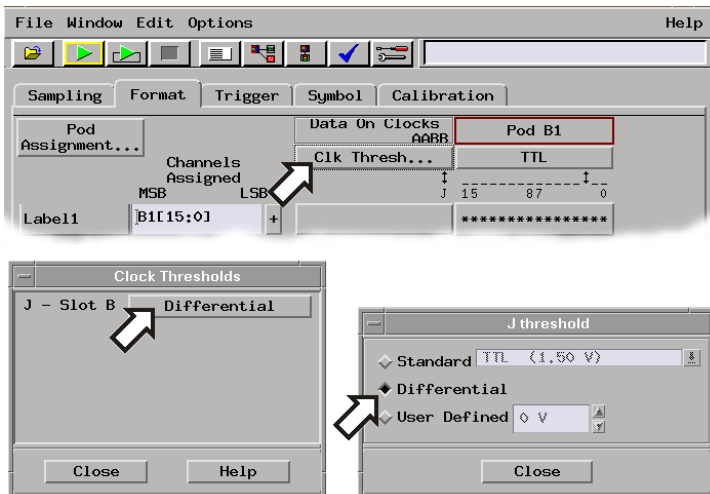 File Window Edit Options Help
Sampling Format Trigger Symbol Calibration
Pod Assignment...
Data On Clocks
AABB
Pod B1
Clk Thresh...
TTL
Channels
Assigned
MSB LSB
J 15 87 0
Label1 B1[15:0] + ****************
Clock Thresholds
J - Slot B Differential
Close Help
J threshold
Standard TTL (1.50 V)
Differential
User Defined 0 V
Close